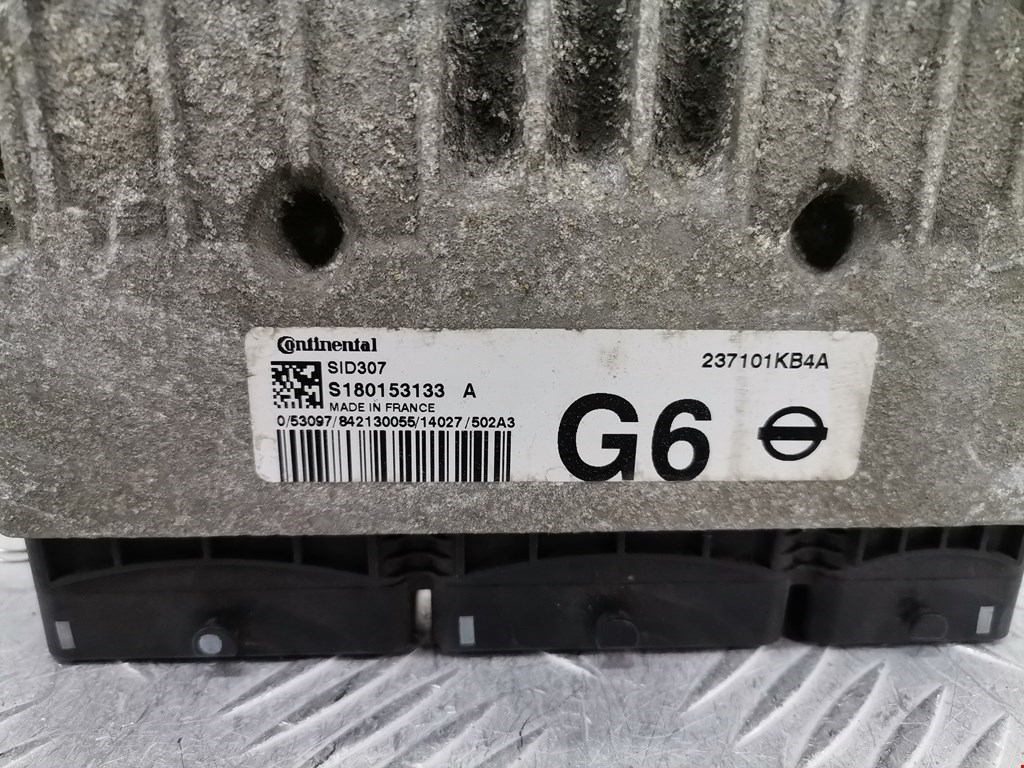 Continental
SID307
237101KB4A
S180153133 A
MADE IN FRANCE
0/53097/842130055/14027/502A3
G6